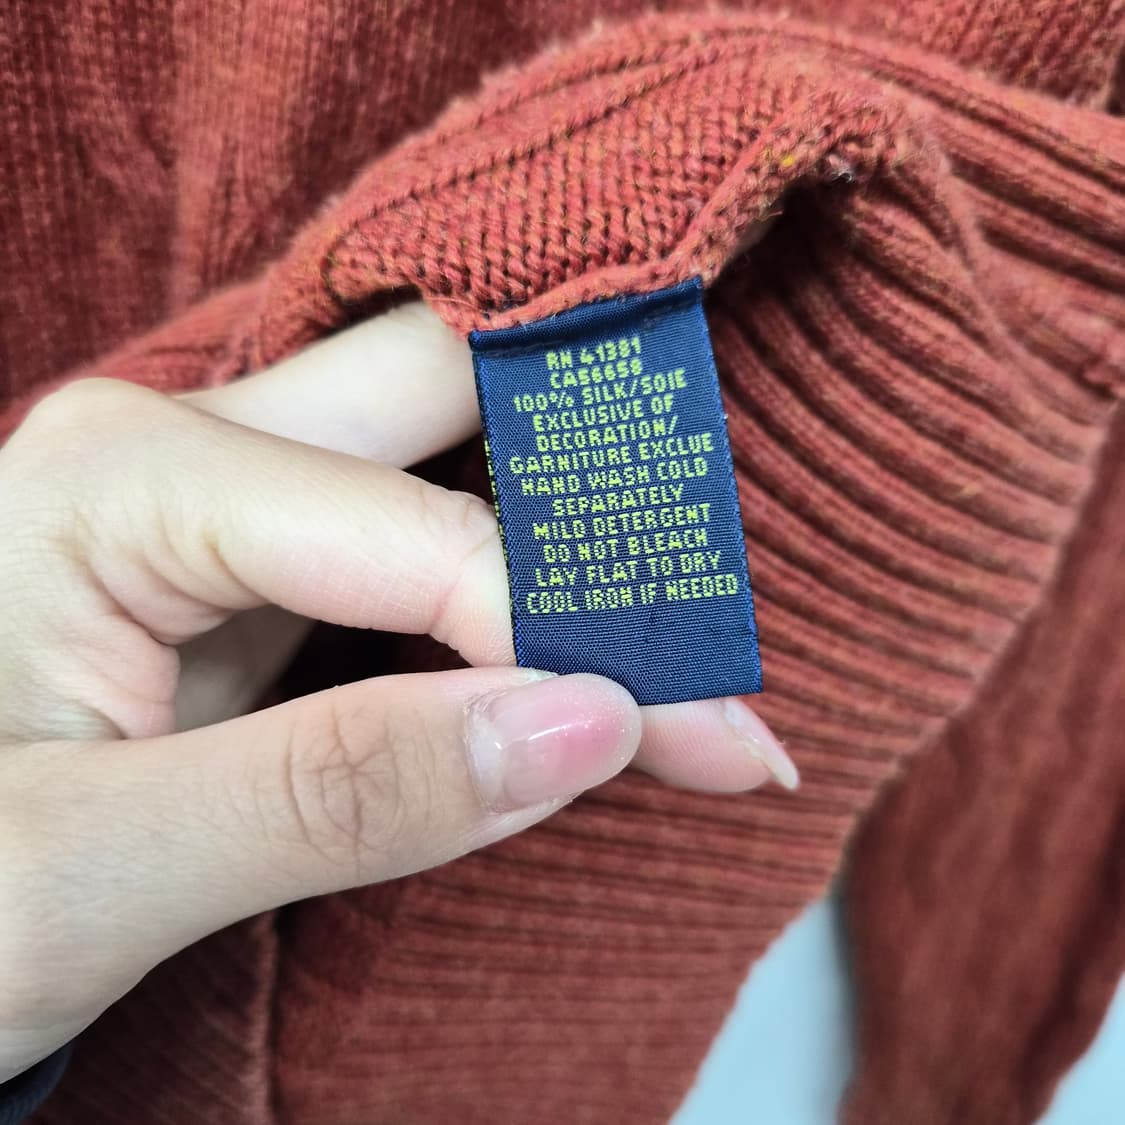 RN 41381
CA56658
100% SILK/SOIE
EXCLUSIVE OF
DECORATION/
GARNITURE EXCLUE
HAND WASH COLD
SEPARATELY
MILD DETERGENT
DO NOT BLEACH
LAY FLAT TO DRY
COOL IRON IF NEEDED